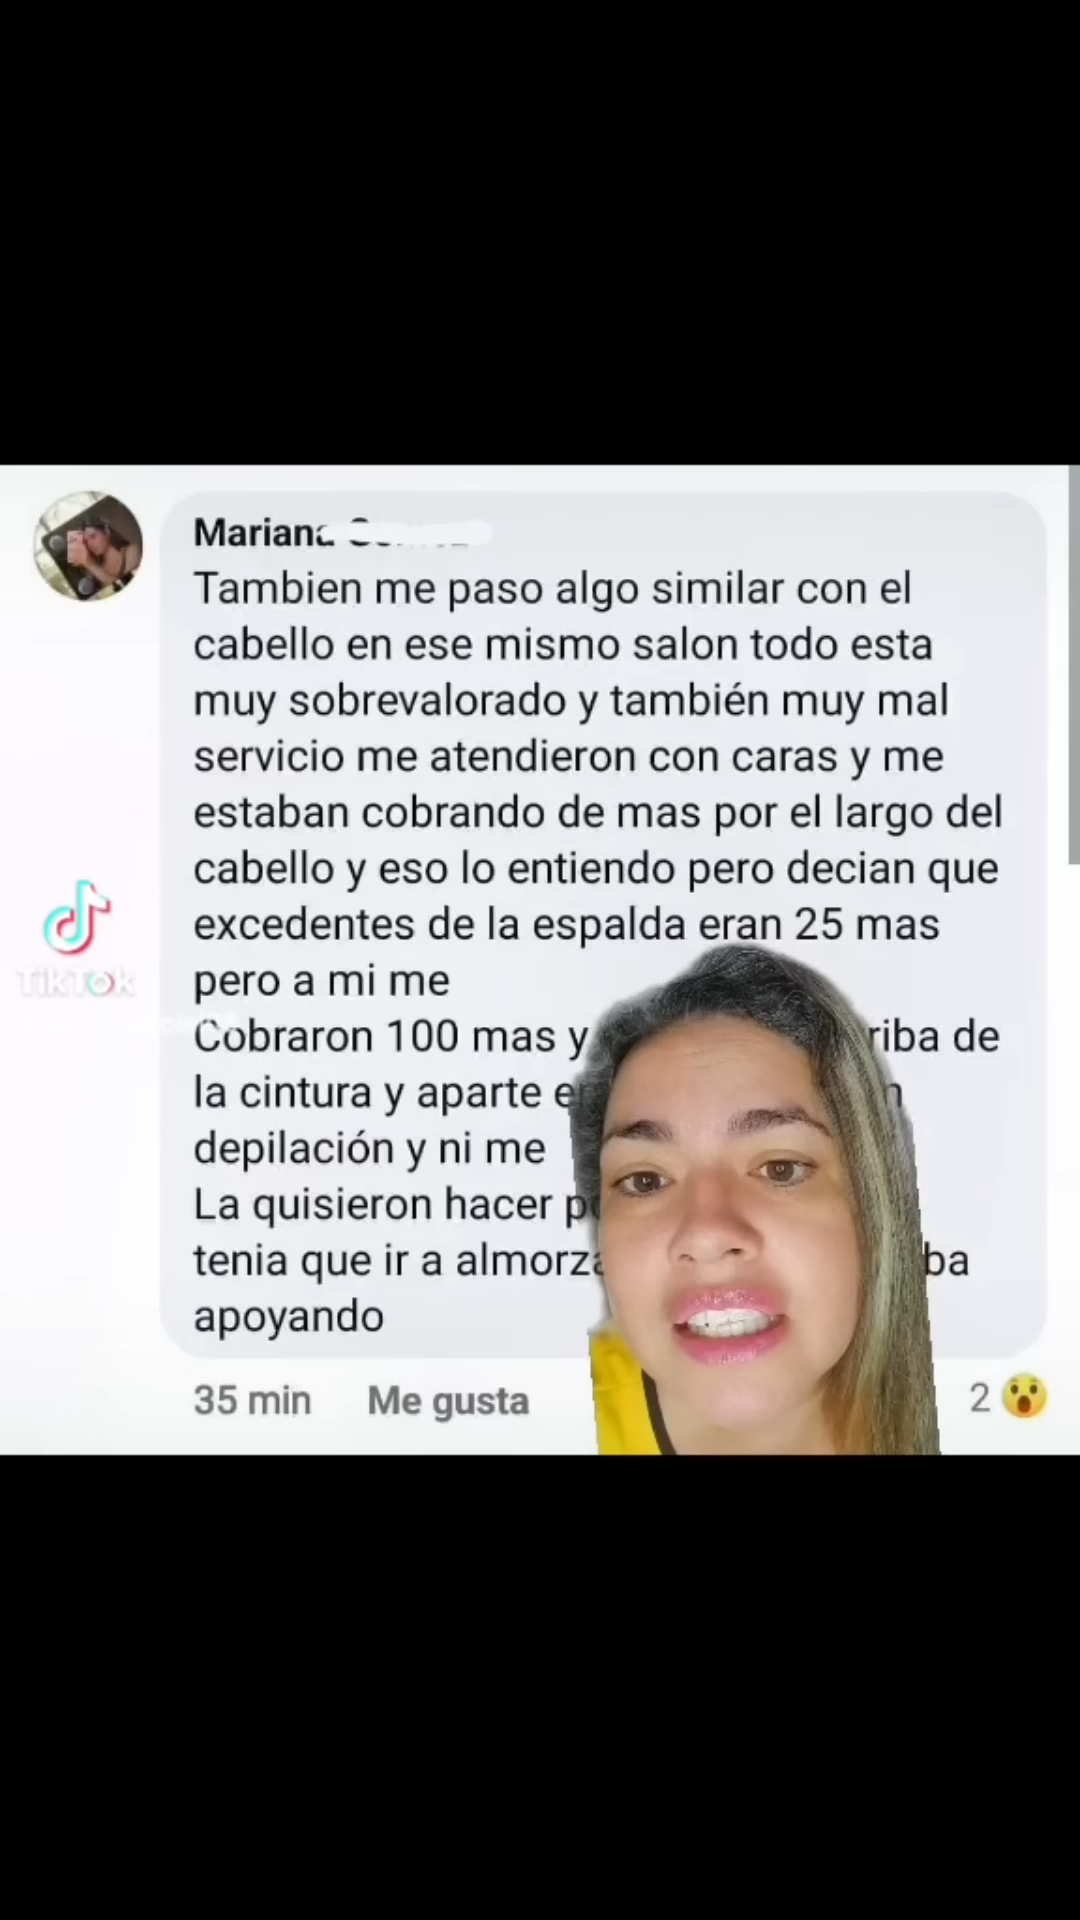 Mariana
Tambien me paso algo similar con el
cabello en ese mismo salon todo esta
muy sobrevalorado y también muy mal
servicio me atendieron con caras y me
estaban cobrando de mas por el largo del
cabello y eso lo entiendo pero decian que
excedentes de la espalda eran 25 mas
pero a mi me
Cobraron 100 mas y riba de
la cintura y aparte
depilación y ni me
La quisieron hacer
tenia que ir a almorza ba
apoyando
35 min Me gusta 2
TikTok